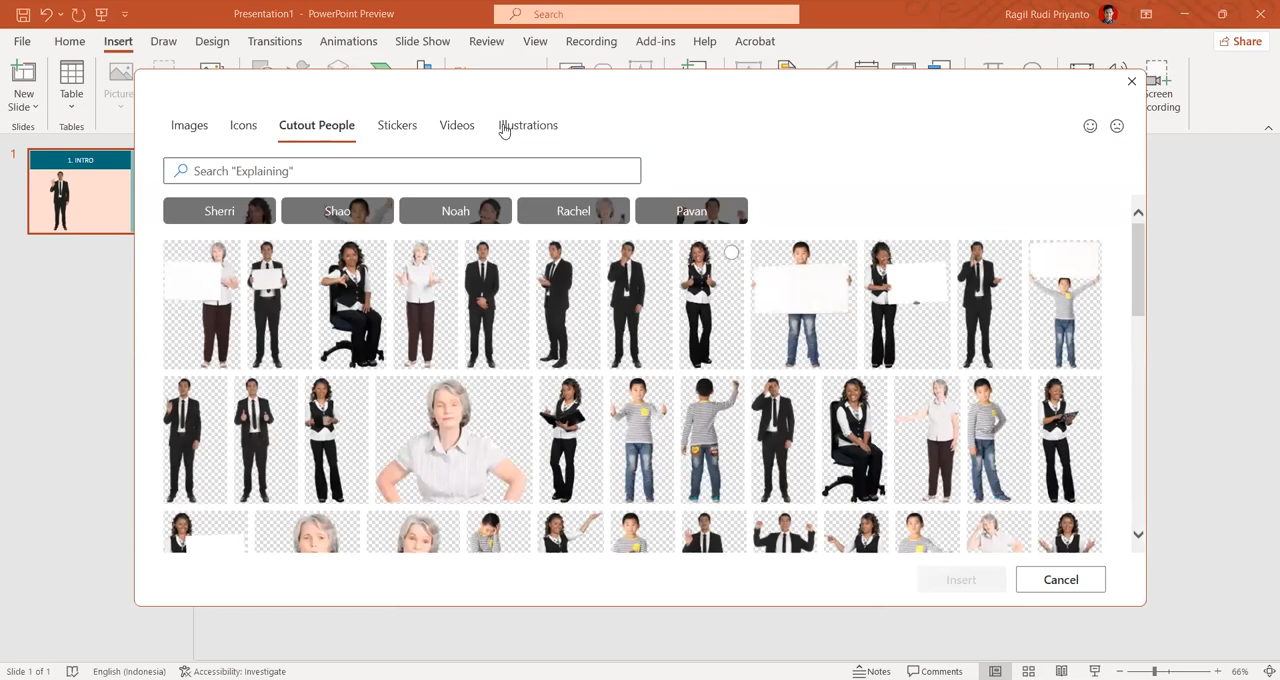 Presentation1 - PowerPoint Preview
Search
Ragil Rudi Priyanto
File Home Insert Draw Design Transitions Animations Slide Show Review View Recording Add-ins Help Acrobat
Share
New Slide
Table
Picture
Screen
cording
Slides
Tables
1
1. INTRO
Images Icons Cutout People Stickers Videos Illustrations
Search "Explaining"
Sherri Shao Noah Rachel Pavan
Insert Cancel
Slide 1 of 1 English (Indonesia) Accessibility: Investigate Notes Comments 66%